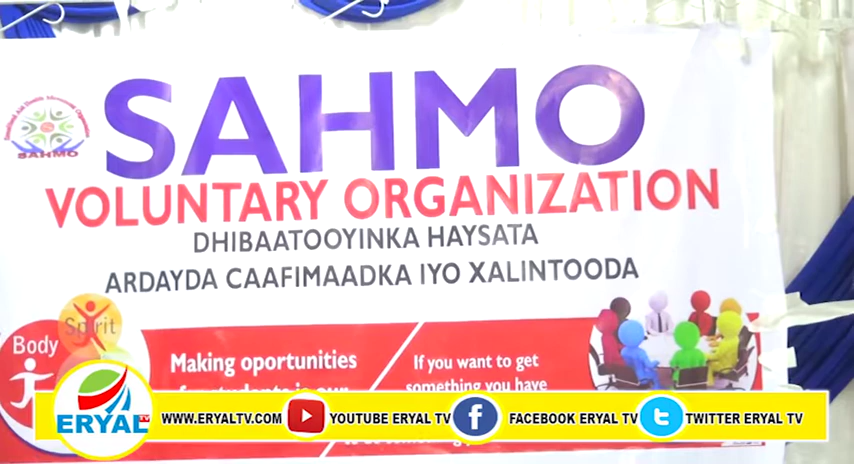 SAHMO
SAHMO
VOLUNTARY ORGANIZATION
DHIBAATOOYINKA HAYSATA
ARDAYDA CAAFIMAADKA IYO XALINTOODA
Body
Spirit
Making oportunities
If you want to get
something you have
ERYAL TV
WWW.ERYALTV.COM
YOUTUBE ERYAL TV
FACEBOOK ERYAL TV
TWITTER ERYAL TV